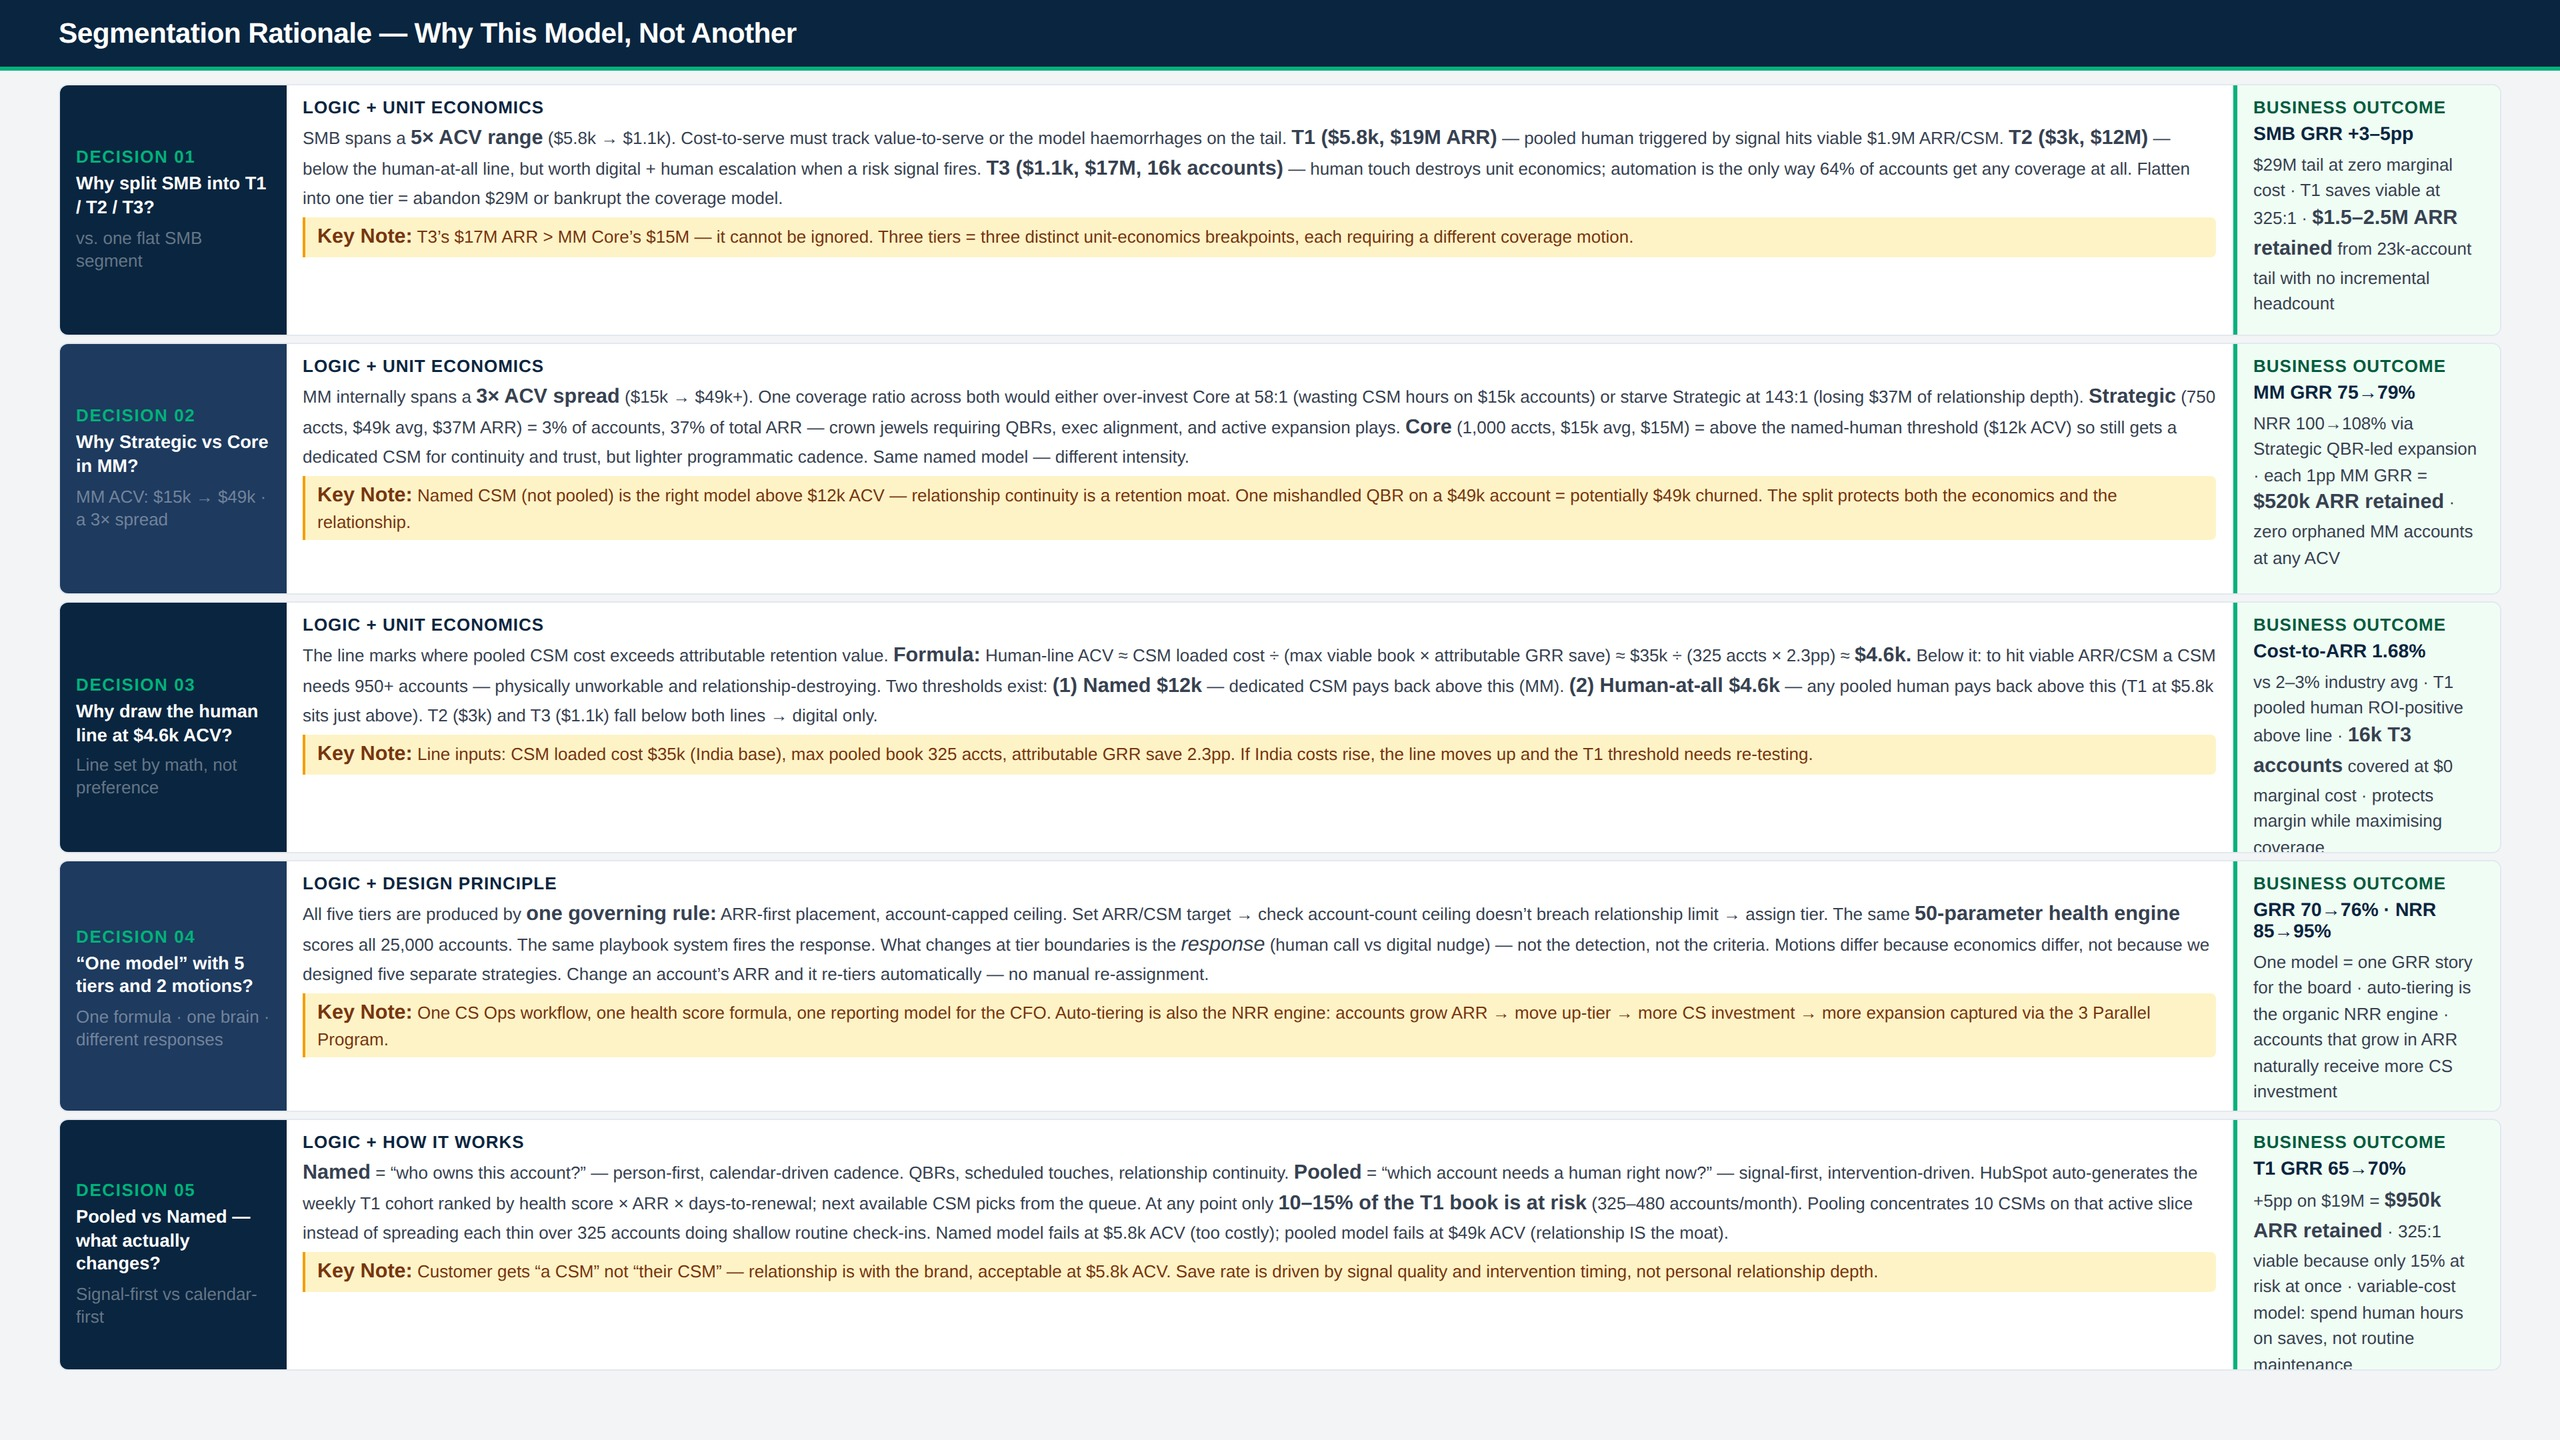 Segmentation Rationale — Why This Model, Not Another
DECISION 01
Why split SMB into T1
/ T2 / T3?
vs. one flat SMB
segment
LOGIC + UNIT ECONOMICS
SMB spans a 5× ACV range ($5.8k → $1.1k). Cost-to-serve must track value-to-serve or the model haemorrhages on the tail. T1 ($5.8k, $19M ARR) — pooled human triggered by signal hits viable $1.9M ARR/CSM. T2 ($3k, $12M) —
below the human-at-all line, but worth digital + human escalation when a risk signal fires. T3 ($1.1k, $17M, 16k accounts) — human touch destroys unit economics; automation is the only way 64% of accounts get any coverage at all. Flatten
into one tier = abandon $29M or bankrupt the coverage model.
Key Note: T3’s $17M ARR > MM Core’s $15M — it cannot be ignored. Three tiers = three distinct unit-economics breakpoints, each requiring a different coverage motion.
BUSINESS OUTCOME
SMB GRR +3–5pp
$29M tail at zero marginal
cost · T1 saves viable at
325:1 · $1.5–2.5M ARR
retained from 23k-account
tail with no incremental
headcount
DECISION 02
Why Strategic vs Core
in MM?
MM ACV: $15k → $49k ·
a 3× spread
LOGIC + UNIT ECONOMICS
MM internally spans a 3× ACV spread ($15k → $49k+). One coverage ratio across both would either over-invest Core at 58:1 (wasting CSM hours on $15k accounts) or starve Strategic at 143:1 (losing $37M of relationship depth). Strategic (750
accts, $49k avg, $37M ARR) = 3% of accounts, 37% of total ARR — crown jewels requiring QBRs, exec alignment, and active expansion plays. Core (1,000 accts, $15k avg, $15M) = above the named-human threshold ($12k ACV) so still gets a
dedicated CSM for continuity and trust, but lighter programmatic cadence. Same named model — different intensity.
Key Note: Named CSM (not pooled) is the right model above $12k ACV — relationship continuity is a retention moat. One mishandled QBR on a $49k account = potentially $49k churned. The split protects both the economics and the
relationship.
BUSINESS OUTCOME
MM GRR 75→79%
NRR 100→108% via
Strategic QBR-led expansion
· each 1pp MM GRR =
$520k ARR retained ·
zero orphaned MM accounts
at any ACV
DECISION 03
Why draw the human
line at $4.6k ACV?
Line set by math, not
preference
LOGIC + UNIT ECONOMICS
The line marks where pooled CSM cost exceeds attributable retention value. Formula: Human-line ACV ≈ CSM loaded cost ÷ (max viable book × attributable GRR save) ≈ $35k ÷ (325 accts × 2.3pp) ≈ $4.6k. Below it: to hit viable ARR/CSM a CSM
needs 950+ accounts — physically unworkable and relationship-destroying. Two thresholds exist: (1) Named $12k — dedicated CSM pays back above this (MM). (2) Human-at-all $4.6k — any pooled human pays back above this (T1 at $5.8k
sits just above). T2 ($3k) and T3 ($1.1k) fall below both lines → digital only.
Key Note: Line inputs: CSM loaded cost $35k (India base), max pooled book 325 accts, attributable GRR save 2.3pp. If India costs rise, the line moves up and the T1 threshold needs re-testing.
BUSINESS OUTCOME
Cost-to-ARR 1.68%
vs 2–3% industry avg · T1
pooled human ROI-positive
above line · 16k T3
accounts covered at $0
marginal cost · protects
margin while maximising
coverage
DECISION 04
“One model” with 5
tiers and 2 motions?
One formula · one brain ·
different responses
LOGIC + DESIGN PRINCIPLE
All five tiers are produced by one governing rule: ARR-first placement, account-capped ceiling. Set ARR/CSM target → check account-count ceiling doesn’t breach relationship limit → assign tier. The same 50-parameter health engine
scores all 25,000 accounts. The same playbook system fires the response. What changes at tier boundaries is the response (human call vs digital nudge) — not the detection, not the criteria. Motions differ because economics differ, not because we
designed five separate strategies. Change an account’s ARR and it re-tiers automatically — no manual re-assignment.
Key Note: One CS Ops workflow, one health score formula, one reporting model for the CFO. Auto-tiering is also the NRR engine: accounts grow ARR → move up-tier → more CS investment → more expansion captured via the 3 Parallel
Program.
BUSINESS OUTCOME
GRR 70→76% · NRR
85→95%
One model = one GRR story
for the board · auto-tiering is
the organic NRR engine ·
accounts that grow in ARR
naturally receive more CS
investment
DECISION 05
Pooled vs Named —
what actually
changes?
Signal-first vs calendar-
first
LOGIC + HOW IT WORKS
Named = “who owns this account?” — person-first, calendar-driven cadence. QBRs, scheduled touches, relationship continuity. Pooled = “which account needs a human right now?” — signal-first, intervention-driven. HubSpot auto-generates the
weekly T1 cohort ranked by health score × ARR × days-to-renewal; next available CSM picks from the queue. At any point only 10–15% of the T1 book is at risk (325–480 accounts/month). Pooling concentrates 10 CSMs on that active slice
instead of spreading each thin over 325 accounts doing shallow routine check-ins. Named model fails at $5.8k ACV (too costly); pooled model fails at $49k ACV (relationship IS the moat).
Key Note: Customer gets “a CSM” not “their CSM” — relationship is with the brand, acceptable at $5.8k ACV. Save rate is driven by signal quality and intervention timing, not personal relationship depth.
BUSINESS OUTCOME
T1 GRR 65→70%
+5pp on $19M = $950k
ARR retained · 325:1
viable because only 15% at
risk at once · variable-cost
model: spend human hours
on saves, not routine
maintenance